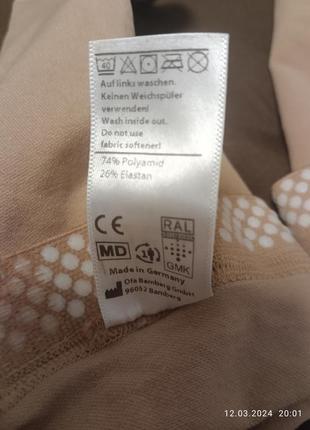 40
Auf links waschen.
Keinen Weichspüler
verwenden!
Wash inside out.
Do not use
fabric softener!
74% Polyamid
26% Elastan
CE
RAL
MD
1
GMK
Made in Germany
Ofa Bamberg GmbH
96052 Bamberg
12.03.2024 20:01